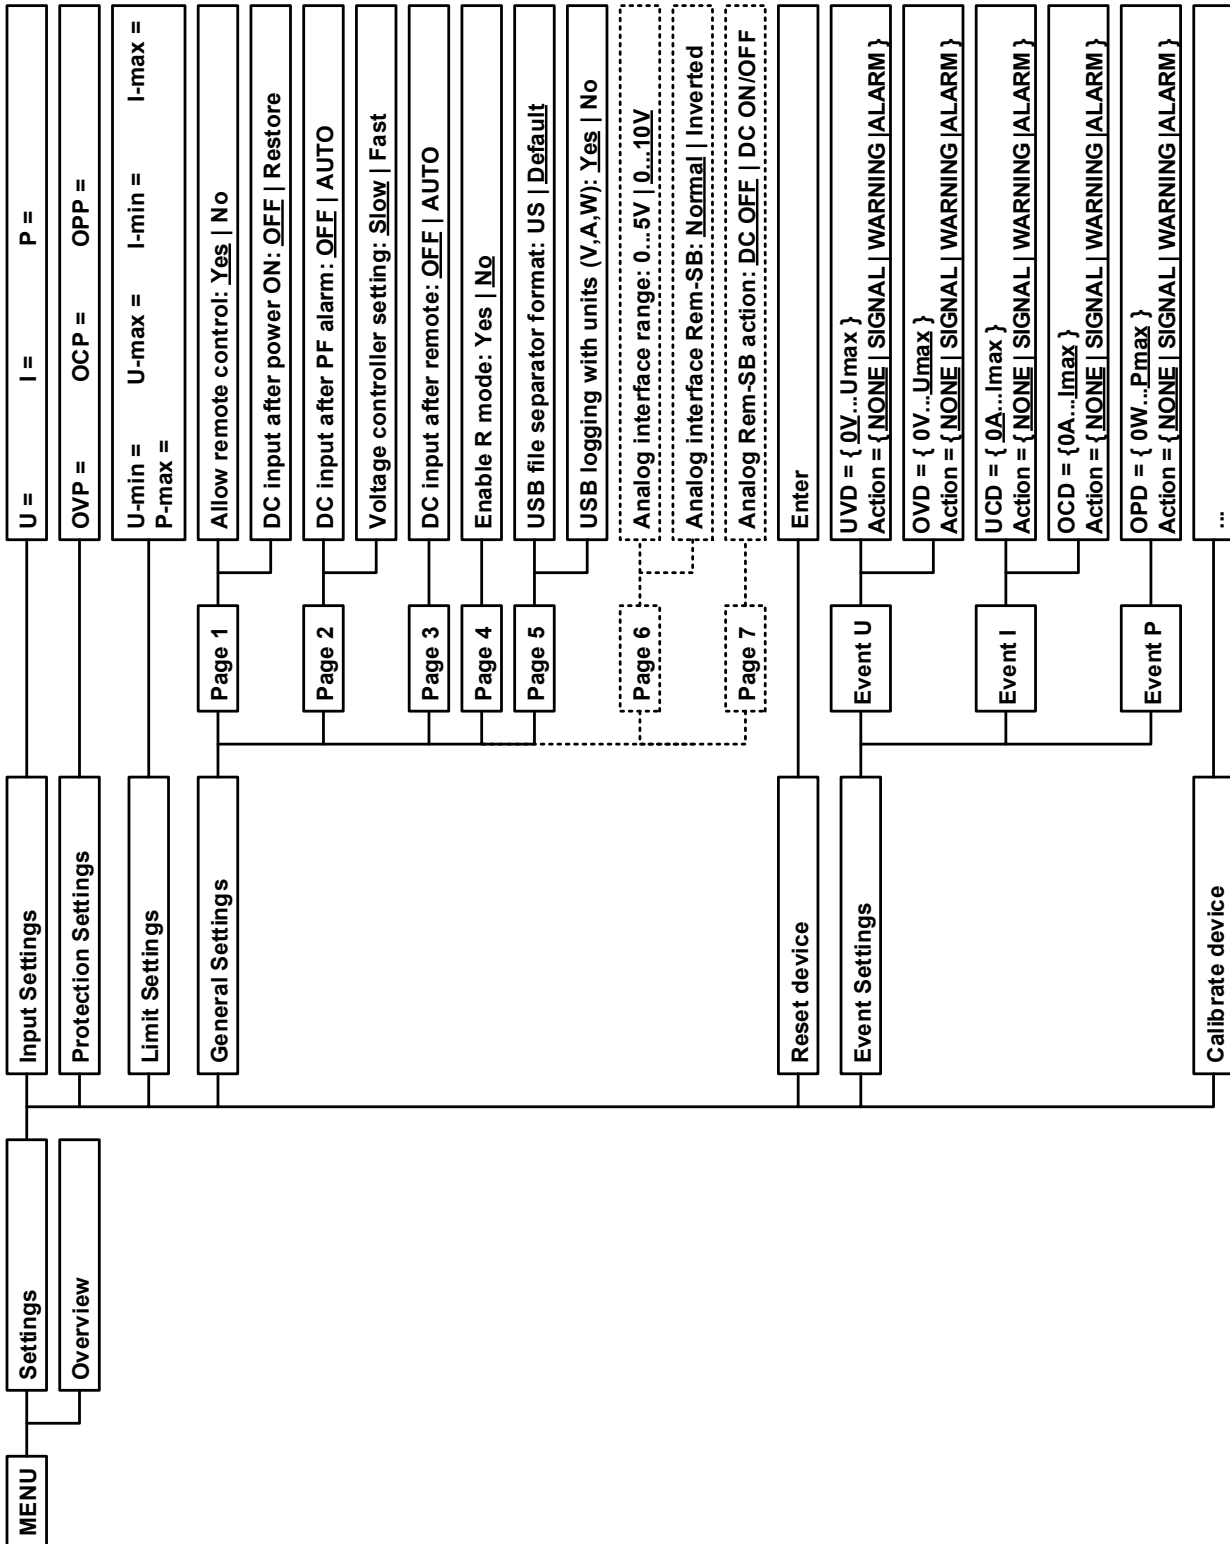 MENU
Settings
Overview
Input Settings
U = I = P =
Protection Settings
OVP = OCP = OPP =
Limit Settings
U-min = U-max = I-min = I-max =
P-max =
General Settings
Page 1
Allow remote control: Yes | No
DC input after power ON: OFF | Restore
Page 2
DC input after PF alarm: OFF | AUTO
Voltage controller setting: Slow | Fast
Page 3
DC input after remote: OFF | AUTO
Page 4
Enable R mode: Yes | No
Page 5
USB file separator format: US | Default
USB logging with units (V,A,W): Yes | No
Page 6
Analog interface range: 0...5V | 0...10V
Analog interface Rem-SB: Normal | Inverted
Page 7
Analog Rem-SB action: DC OFF | DC ON/OFF
Reset device
Enter
Event Settings
Event U
UVD = { 0V...Umax }
Action = { NONE | SIGNAL | WARNING |ALARM }
OVD = { 0V...Umax }
Action = { NONE | SIGNAL | WARNING |ALARM }
Event I
UCD = { 0A...Imax }
Action = { NONE | SIGNAL | WARNING |ALARM }
OCD = {0A...Imax }
Action = { NONE | SIGNAL | WARNING |ALARM }
Event P
OPD = { 0W...Pmax }
Action = { NONE | SIGNAL | WARNING |ALARM }
Calibrate device
...